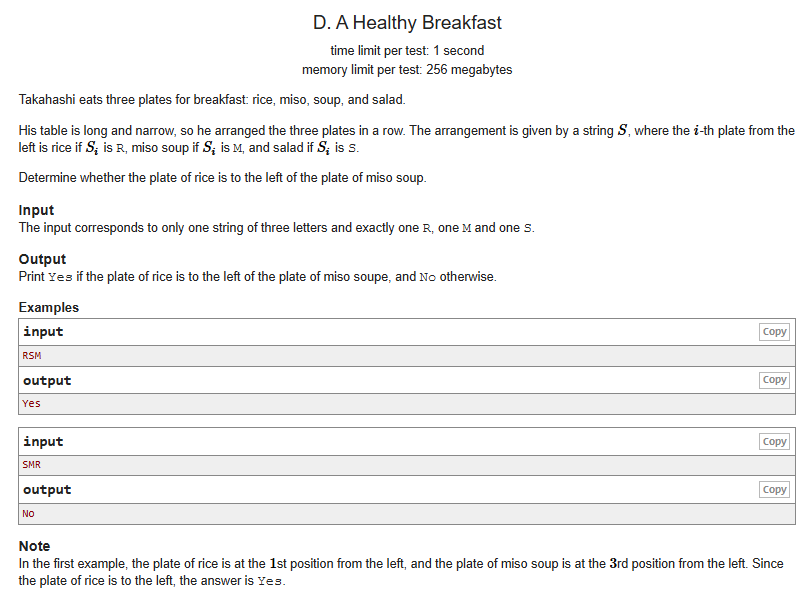 D. A Healthy Breakfast
time limit per test: 1 second
memory limit per test: 256 megabytes
Takahashi eats three plates for breakfast: rice, miso, soup, and salad.
His table is long and narrow, so he arranged the three plates in a row. The arrangement is given by a string S, where the i-th plate from the
left is rice if Si is R, miso soup if Si is M, and salad if Si is S.
Determine whether the plate of rice is to the left of the plate of miso soup.
Input
The input corresponds to only one string of three letters and exactly one R, one M and one S.
Output
Print Yes if the plate of rice is to the left of the plate of miso soupe, and No otherwise.
Examples
input
Copy
RSM
output
Copy
Yes
input
Copy
SMR
output
Copy
No
Note
In the first example, the plate of rice is at the 1st position from the left, and the plate of miso soup is at the 3rd position from the left. Since
the plate of rice is to the left, the answer is Yes.